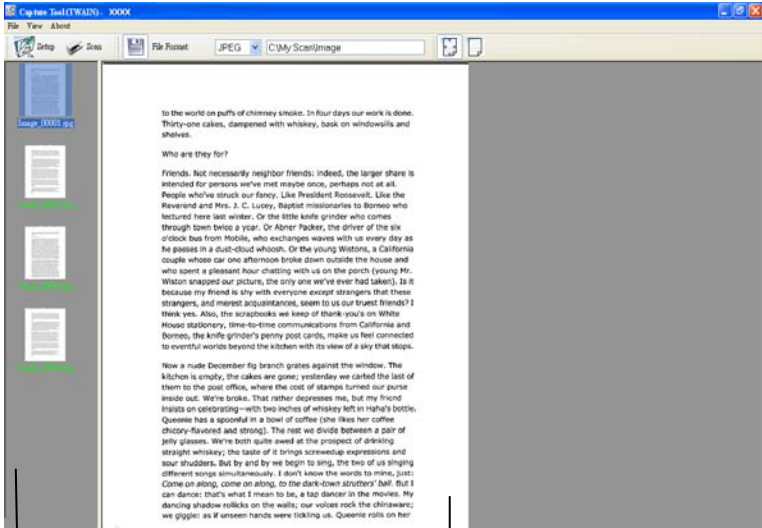 Capture Tool(TWAIN)- XXXX
File View About
Setup Scan File Format JPEG C:\My Scan\Image
Image_00001.jpg
to the world on puffs of chimney smoke. In four days our work is done.
Thirty-one cakes, dampened with whiskey, bask on windowsills and
shelves.
Who are they for?
Friends. Not necessarily neighbor friends: indeed, the larger share is
intended for persons we've met maybe once, perhaps not at all.
People who've struck our fancy. Like President Roosevelt. Like the
Reverend and Mrs. J. C. Lucey, Baptist missionaries to Borneo who
lectured here last winter. Or the little knife grinder who comes
through town twice a year. Or Abner Packer, the driver of the six
o'clock bus from Mobile, who exchanges waves with us every day as
he passes in a dust-cloud whoosh. Or the young Wistons, a California
couple whose car one afternoon broke down outside the house and
who spent a pleasant hour chatting with us on the porch (young Mr.
Wiston snapped our picture, the only one we've ever had taken). Is it
because my friend is shy with everyone except strangers that these
strangers, and merest acquaintances, seem to us our truest friends? I
think yes. Also, the scrapbooks we keep of thank-you's on White
House stationery, time-to-time communications from California and
Borneo, the knife grinder's penny post cards, make us feel connected
to eventful worlds beyond the kitchen with its view of a sky that stops.
Now a nude December fig branch grates against the window. The
kitchen is empty, the cakes are gone; yesterday we carted the last of
them to the post office, where the cost of stamps turned our purse
inside out. We're broke. That rather depresses me, but my friend
insists on celebrating—with two inches of whiskey left in Haha's bottle.
Queenie has a spoonful in a bowl of coffee (she likes her coffee
chicory-flavored and strong). The rest we divide between a pair of
jelly glasses. We're both quite awed at the prospect of drinking
straight whiskey; the taste of it brings screwedup expressions and
sour shudders. But by and by we begin to sing, the two of us singing
different songs simultaneously. I don't know the words to mine, just:
Come on along, come on along, to the dark-town strutters' ball. But I
can dance: that's what I mean to be, a tap dancer in the movies. My
dancing shadow rollicks on the walls; our voices rock the chinaware;
we giggle: as if unseen hands were tickling us. Queenie rolls on her